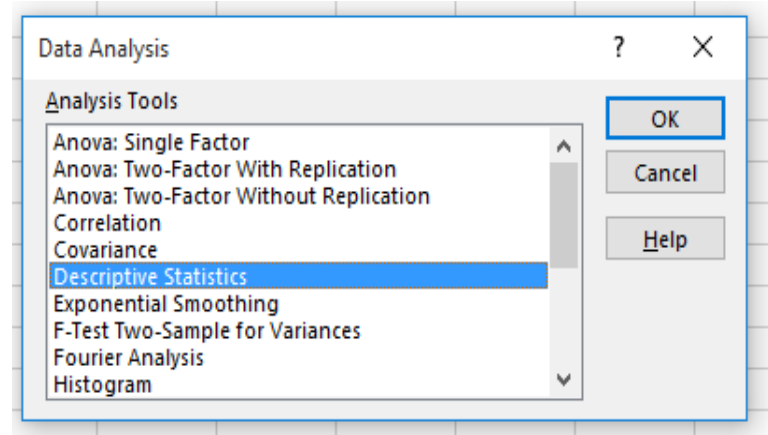 Data Analysis
?
Analysis Tools
Anova: Single Factor
Anova: Two-Factor With Replication
Anova: Two-Factor Without Replication
Correlation
Covariance
Descriptive Statistics
Exponential Smoothing
F-Test Two-Sample for Variances
Fourier Analysis
Histogram
OK
Cancel
Help